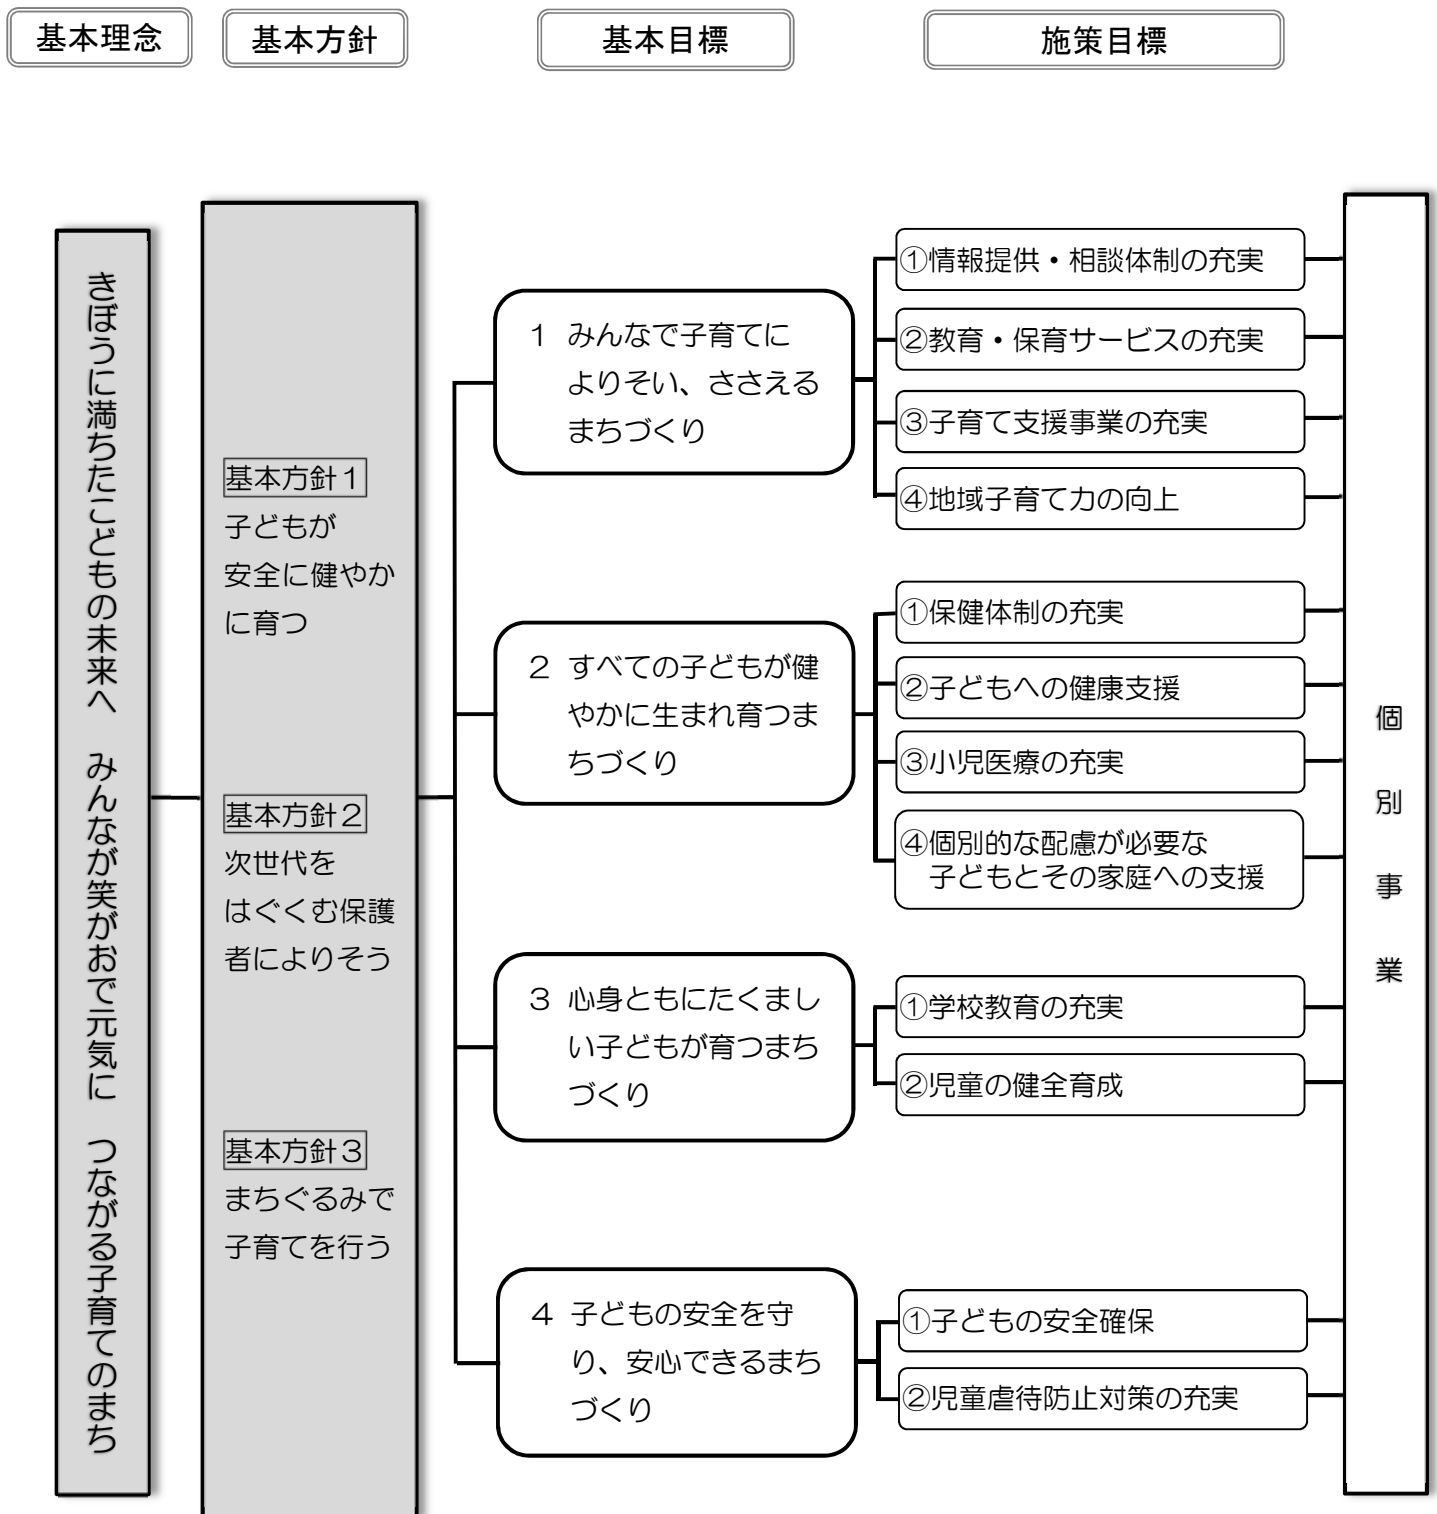 基本理念
基本方針
基本目標
施策目標
きぼうに満ちたこどもの未来へ　みんなが笑がおで元気に　つながる子育てのまち
基本方針１
子どもが
安全に健やか
に育つ
基本方針２
次世代を
はぐくむ保護
者によりそう
基本方針３
まちぐるみで
子育てを行う
１ みんなで子育てに
よりそい、ささえる
まちづくり
①情報提供・相談体制の充実
②教育・保育サービスの充実
③子育て支援事業の充実
④地域子育て力の向上
２ すべての子どもが健
やかに生まれ育つま
ちづくり
①保健体制の充実
②子どもへの健康支援
③小児医療の充実
④個別的な配慮が必要な
子どもとその家庭への支援
３ 心身ともにたくまし
い子どもが育つまち
づくり
①学校教育の充実
②児童の健全育成
４ 子どもの安全を守
り、安心できるまち
づくり
①子どもの安全確保
②児童虐待防止対策の充実
個別事業